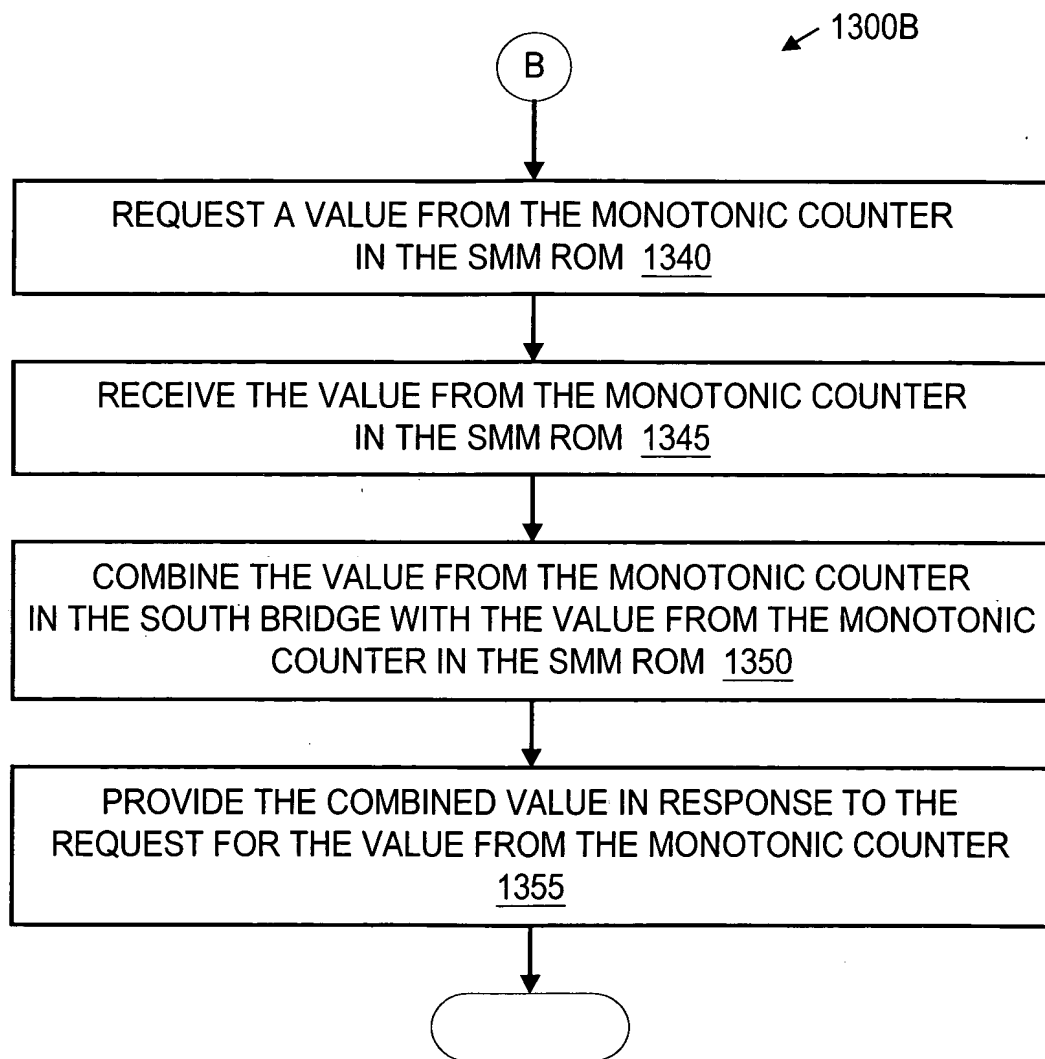 1300B
B
REQUEST A VALUE FROM THE MONOTONIC COUNTER
IN THE SMM ROM 1340
RECEIVE THE VALUE FROM THE MONOTONIC COUNTER
IN THE SMM ROM 1345
COMBINE THE VALUE FROM THE MONOTONIC COUNTER
IN THE SOUTH BRIDGE WITH THE VALUE FROM THE MONOTONIC
COUNTER IN THE SMM ROM 1350
PROVIDE THE COMBINED VALUE IN RESPONSE TO THE
REQUEST FOR THE VALUE FROM THE MONOTONIC COUNTER
1355